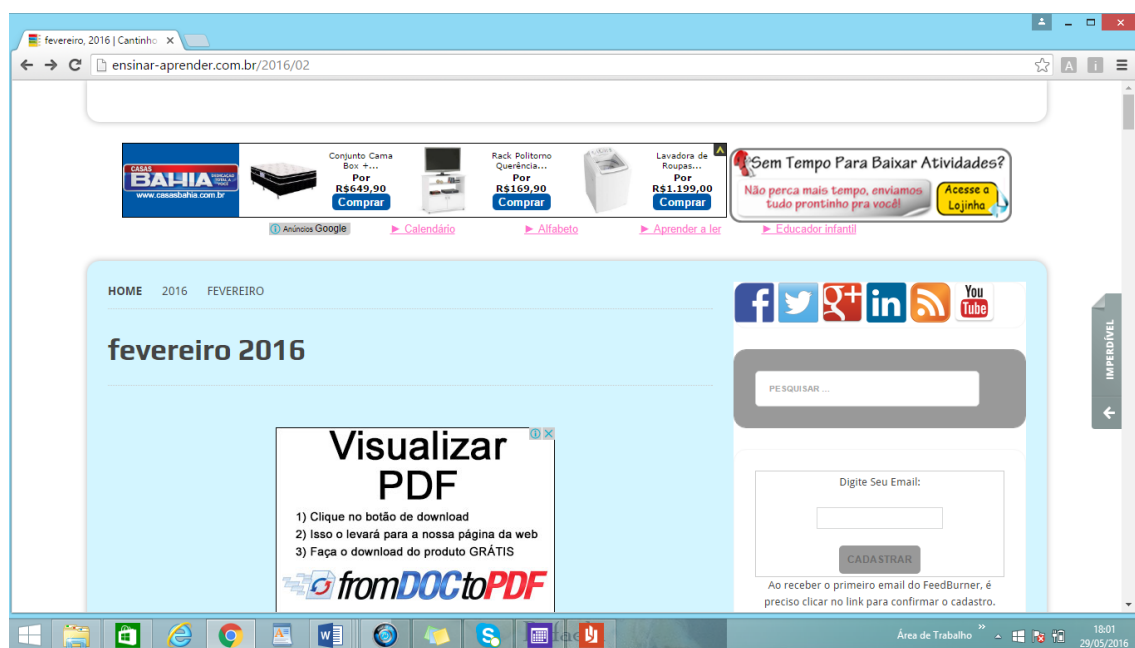 fevereiro, 2016 | Cantinho
ensinar-aprender.com.br/2016/02
CASAS
BAHIA
www.casasbahia.com.br
Conjunto Cama
Box +...
Por
R$649,90
Comprar
Rack Politorno
Querência...
Por
R$169,90
Comprar
Lavadora de
Roupas...
Por
R$1.199,00
Comprar
Sem Tempo Para Baixar Atividades?
Não perca mais tempo, enviamos
tudo prontinho pra você!
Acesse a
Lojinha
Anúncios Google
► Calendário
► Alfabeto
► Aprender a ler
► Educador infantil
HOME 2016 FEVEREIRO
fevereiro 2016
You
Tube
PESQUISAR ...
IMPERDÍVEL
Visualizar
PDF
1) Clique no botão de download
2) Isso o levará para a nossa página da web
3) Faça o download do produto GRÁTIS
fromDOCtoPDF
Digite Seu Email:
CADASTRAR
Ao receber o primeiro email do FeedBurner, é
preciso clicar no link para confirmar o cadastro.
Área de Trabalho
18:01
29/05/2016